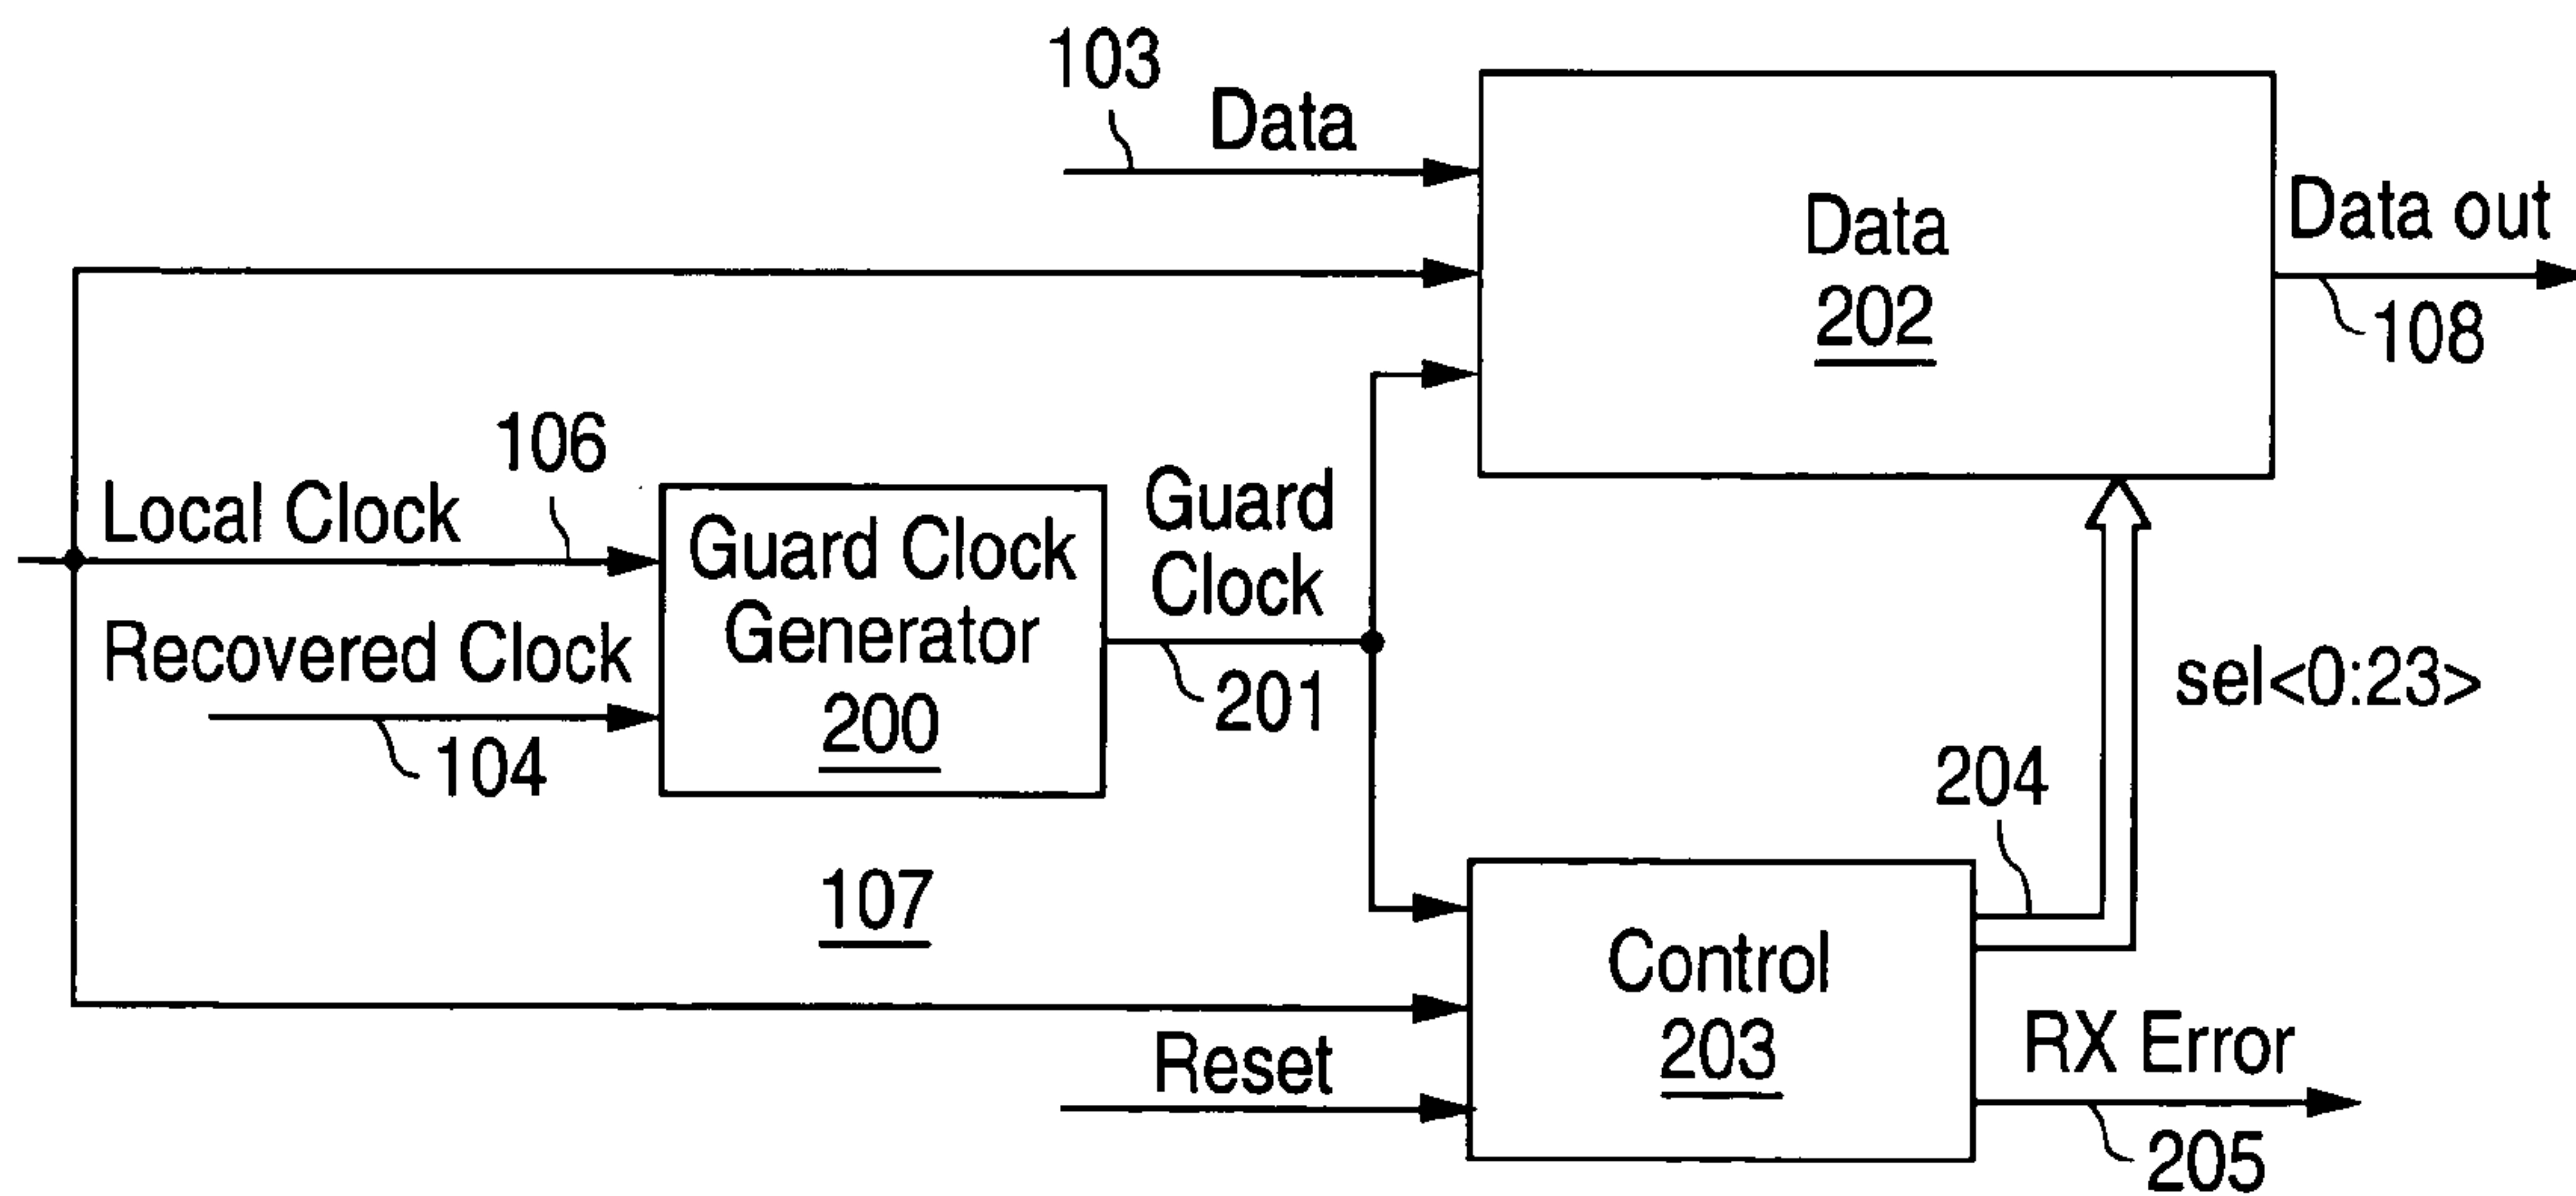 103
Data
Data
202
Data out
108
106
Local Clock
Guard Clock
Generator
200
Guard
Clock
201
Recovered Clock
104
sel<0:23>
204
107
Control
203
Reset
RX Error
205